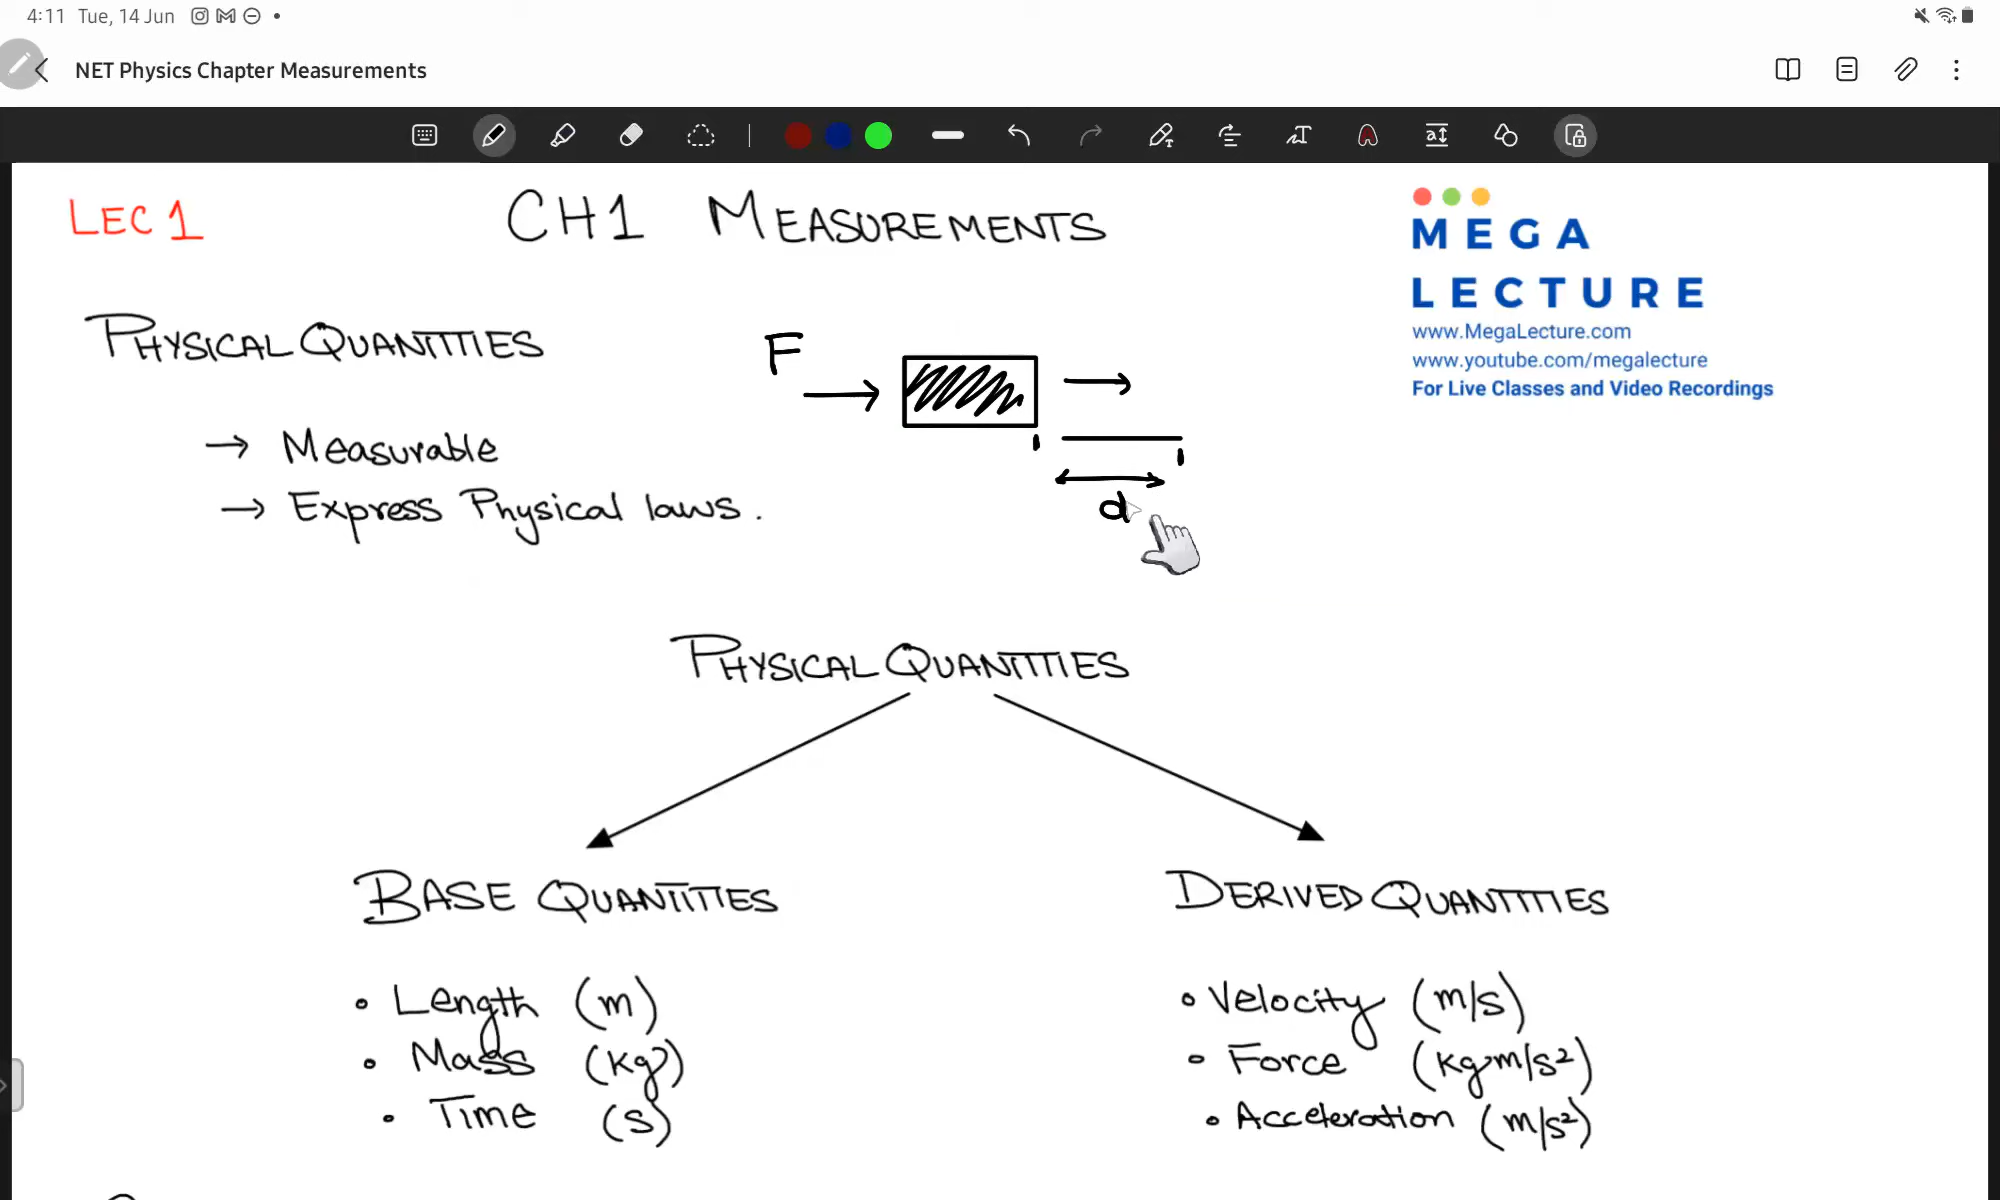 4:11 Tue, 14 Jun
NET Physics Chapter Measurements
LEC 1
CH1 MEASUREMENTS
MEGA
LECTURE
www.MegaLecture.com
www.youtube.com/megalecture
For Live Classes and Video Recordings
PHYSICAL QUANTITIES
F
→ Measurable
→ Express Physical laws.
d
PHYSICAL QUANTITIES
BASE QUANTITIES
• Length (m)
• Mass (kg)
• Time (s)
DERIVED QUANTITIES
• Velocity (m/s)
• Force (kgm/s²)
• Acceleration (m/s²)